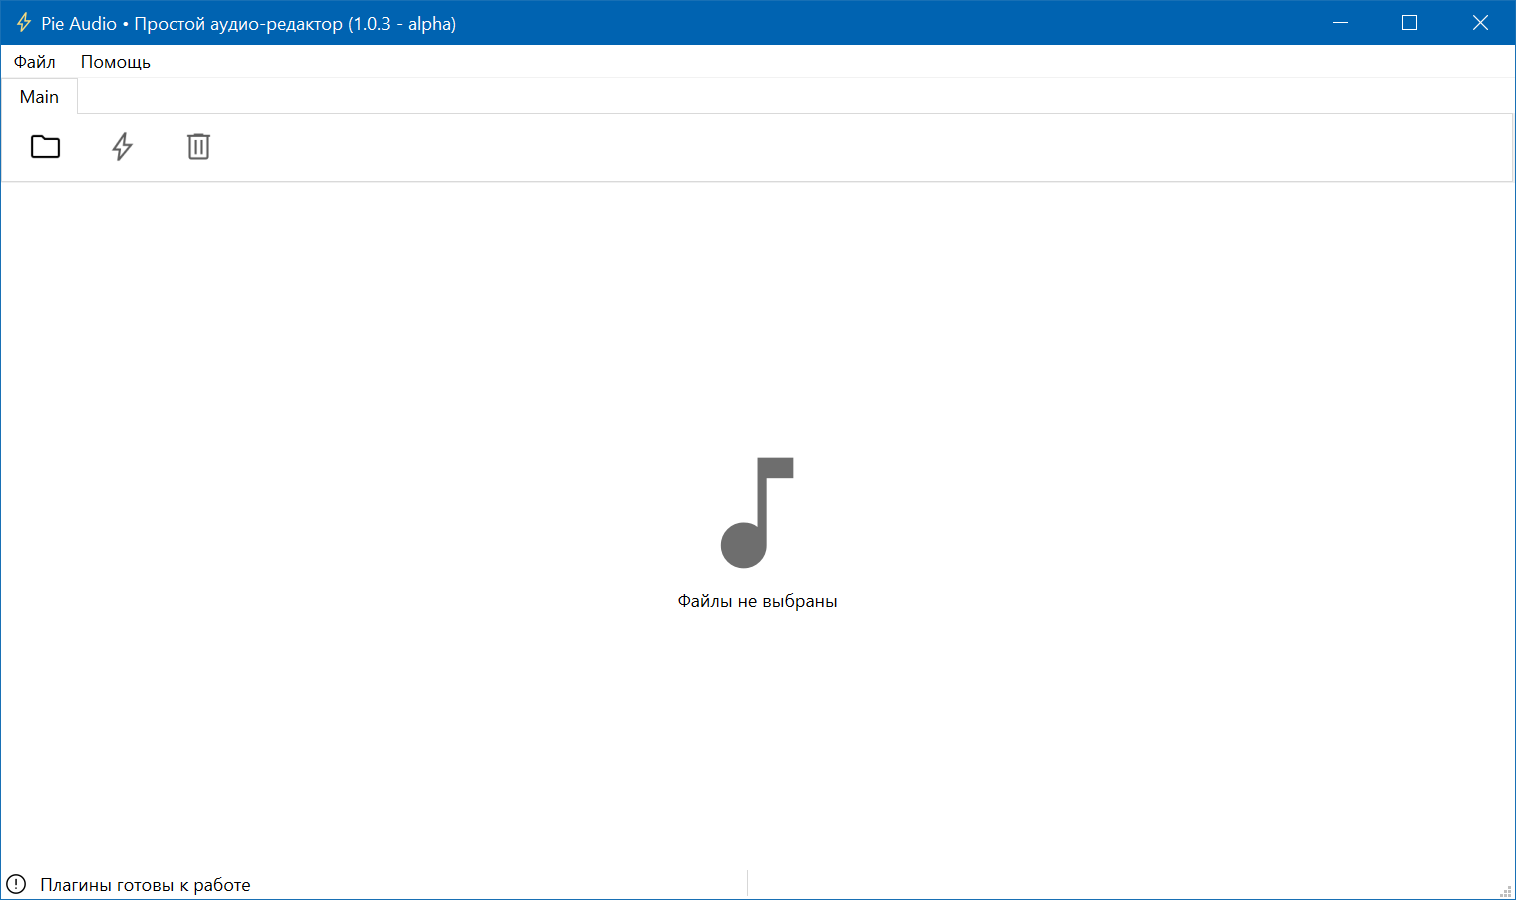 Pie Audio • Простой аудио-редактор (1.0.3 - alpha)
Файл Помощь
Main
Файлы не выбраны
Плагины готовы к работе